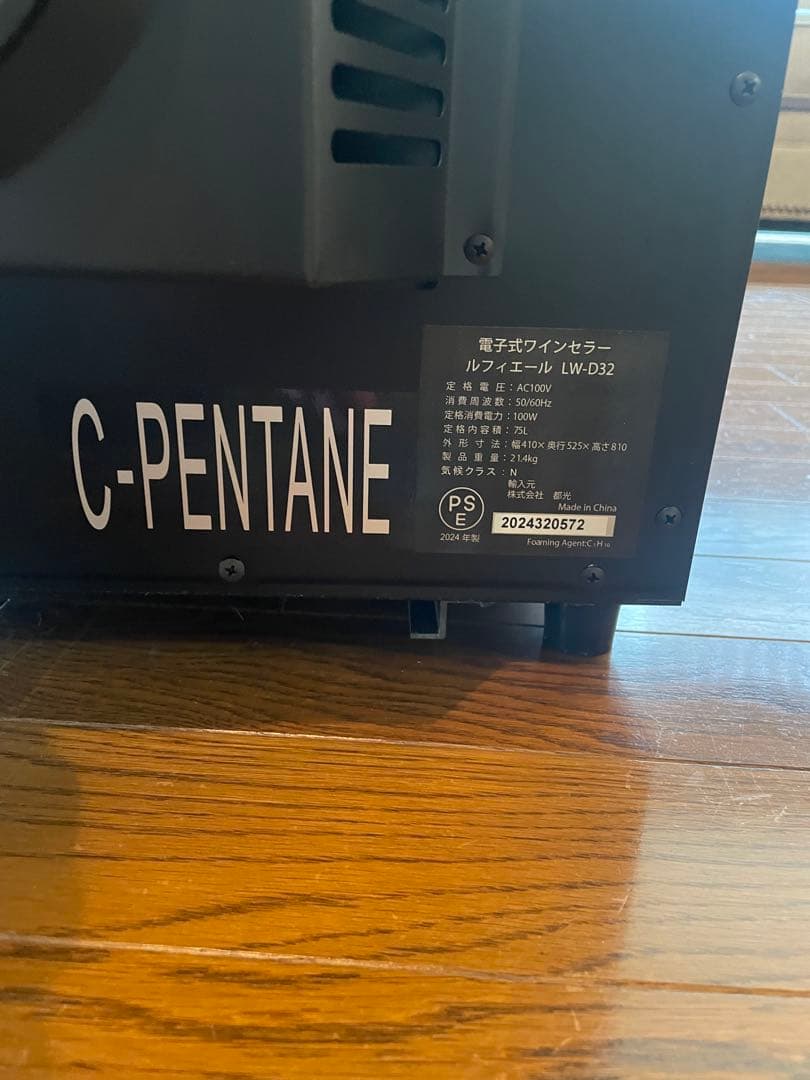 電子式ワインセラー
ルフィエール LW-D32
定格電圧：AC100V
消費周波数：50/60Hz
定格消費電力：100W
定格内容積：75L
外形寸法：幅410×奥行525×高さ810
製品重量：21.4kg
気候クラス：N
輸入元
株式会社 都光
Made in China
PS
E
2024320572
2024年製
Foaming Agent:C5H10
C-PENTANE